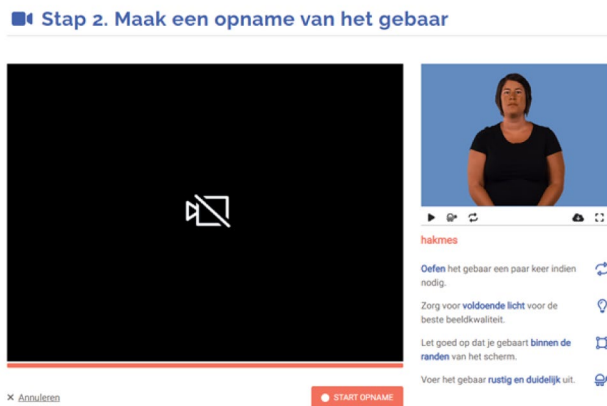 Stap 2. Maak een opname van het gebaar
hakmes
Oefen het gebaar een paar keer indien
nodig.
Zorg voor voldoende licht voor de
beste beeldkwaliteit.
Let goed op dat je gebaart binnen de
randen van het scherm.
Voer het gebaar rustig en duidelijk uit.
× Annuleren
START OPNAME